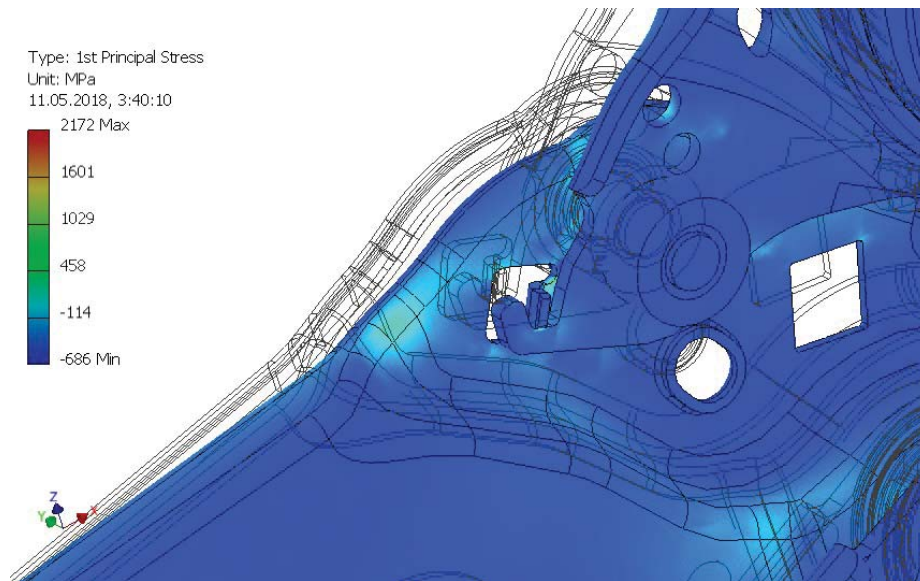 Type: 1st Principal Stress
Unit: MPa
11.05.2018, 3:40:10
2172 Max
1601
1029
458
-114
-686 Min
Z
Y
X